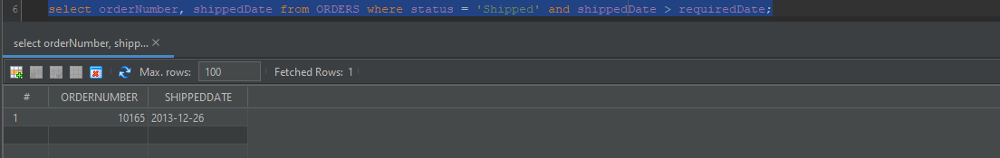 6 select orderNumber, shippedDate from ORDERS where status = 'Shipped' and shippedDate > requiredDate;
select orderNumber, shipp... ×
Max. rows: 100 Fetched Rows: 1
# ORDERNUMBER SHIPPEDDATE
1 10165 2013-12-26